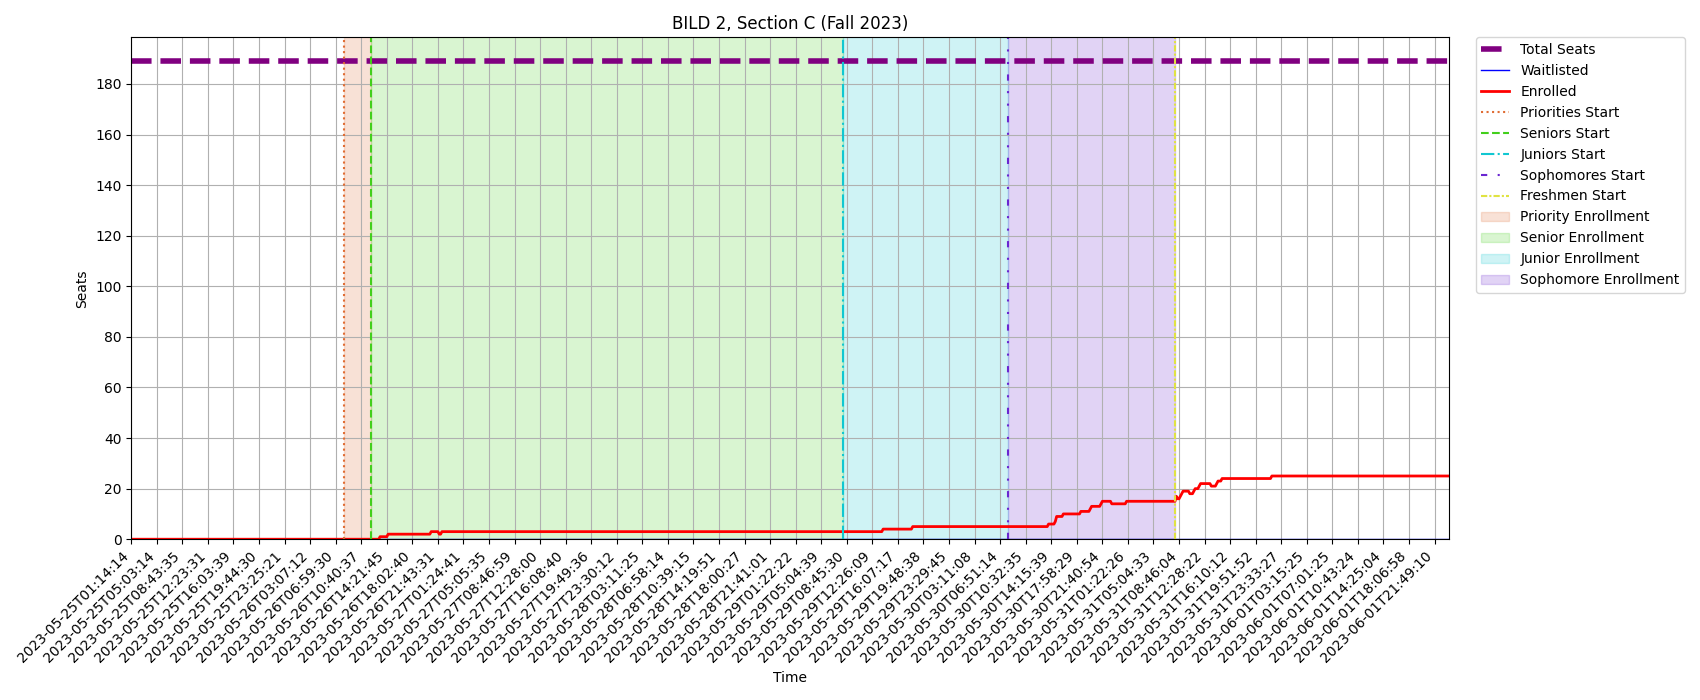 BILD 2, Section C (Fall 2023)
Seats
180
160
140
120
100
80
60
40
20
0
2023-05-25T01:14:14
2023-05-25T05:03:14
2023-05-25T08:43:35
2023-05-25T12:23:31
2023-05-25T16:03:39
2023-05-25T19:44:30
2023-05-25T23:25:21
2023-05-26T03:07:12
2023-05-26T06:59:30
2023-05-26T10:40:37
2023-05-26T14:21:45
2023-05-26T18:02:40
2023-05-26T21:43:31
2023-05-27T01:24:41
2023-05-27T05:05:35
2023-05-27T08:46:59
2023-05-27T12:28:00
2023-05-27T16:08:40
2023-05-27T19:49:36
2023-05-27T23:30:12
2023-05-28T03:11:25
2023-05-28T06:58:14
2023-05-28T10:39:15
2023-05-28T14:19:51
2023-05-28T18:00:27
2023-05-28T21:41:01
2023-05-29T01:22:22
2023-05-29T05:04:39
2023-05-29T08:45:30
2023-05-29T12:26:09
2023-05-29T16:07:17
2023-05-29T19:48:38
2023-05-29T23:29:45
2023-05-30T03:11:08
2023-05-30T06:51:14
2023-05-30T10:32:35
2023-05-30T14:15:39
2023-05-30T17:58:29
2023-05-30T21:40:54
2023-05-31T01:22:26
2023-05-31T05:04:33
2023-05-31T08:46:04
2023-05-31T12:28:22
2023-05-31T16:10:12
2023-05-31T19:51:52
2023-05-31T23:33:27
2023-06-01T03:15:25
2023-06-01T07:01:25
2023-06-01T10:43:24
2023-06-01T14:25:04
2023-06-01T18:06:58
2023-06-01T21:49:10
Time
Total Seats
Waitlisted
Enrolled
Priorities Start
Seniors Start
Juniors Start
Sophomores Start
Freshmen Start
Priority Enrollment
Senior Enrollment
Junior Enrollment
Sophomore Enrollment